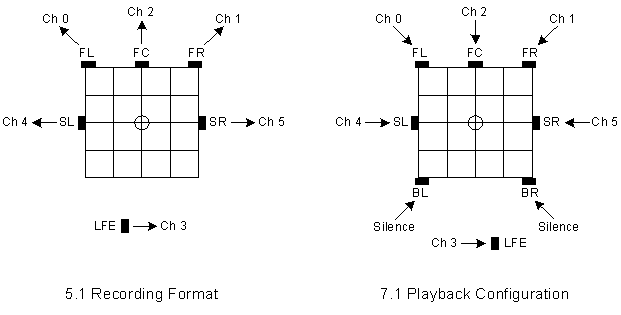 Ch 2
Ch 0
Ch 1
FL
FC
FR
Ch 4
SL
SR
Ch 5
LFE
Ch 3
5.1 Recording Format
Ch 2
Ch 0
Ch 1
FL
FC
FR
Ch 4
SL
SR
Ch 5
BL
BR
Silence
Silence
Ch 3
LFE
7.1 Playback Configuration